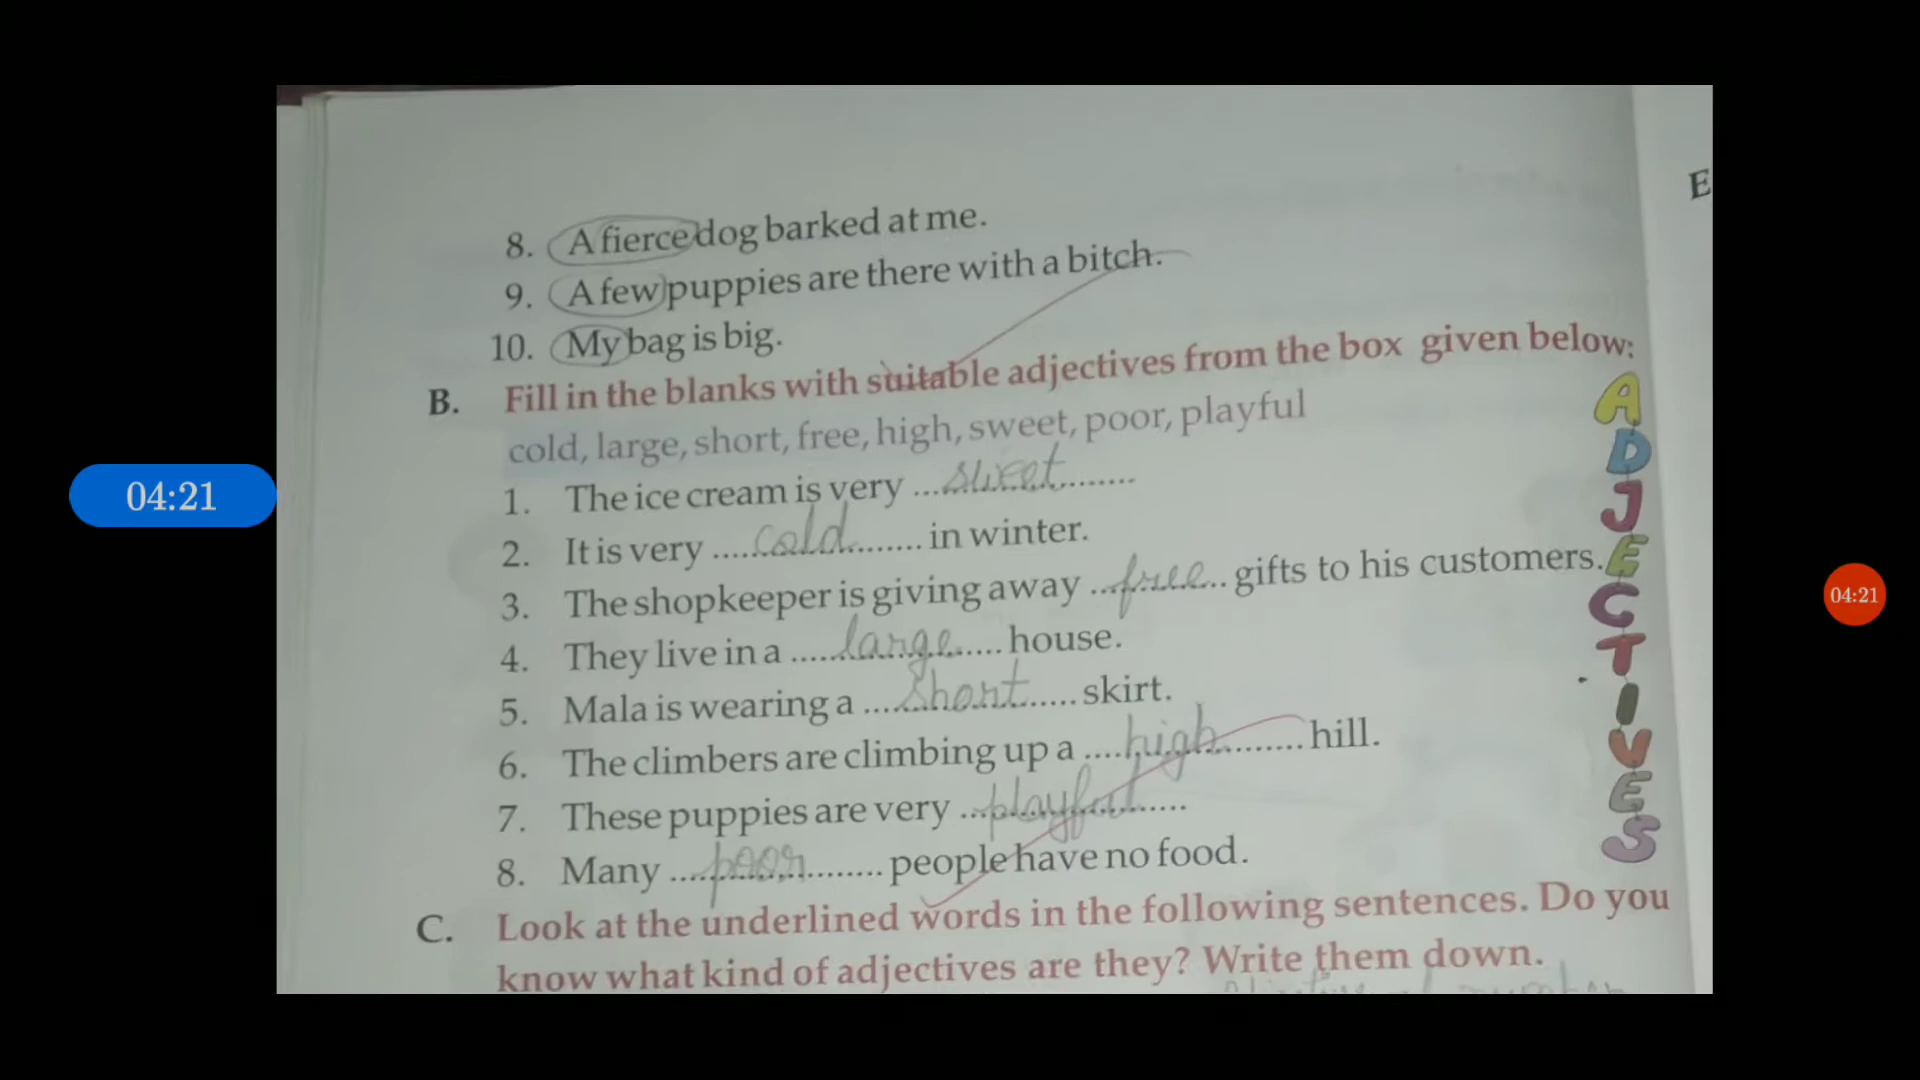 E
8. A fierce dog barked at me.
9. A few puppies are there with a bitch.
10. My bag is big.
B. Fill in the blanks with suitable adjectives from the box given below:
cold, large, short, free, high, sweet, poor, playful
1. The ice cream is very ...sweet...
2. It is very ...cold... in winter.
3. The shopkeeper is giving away ...free... gifts to his customers.
4. They live in a ...large... house.
5. Mala is wearing a ...short... skirt.
6. The climbers are climbing up a ...high... hill.
7. These puppies are very ...playful...
8. Many ...poor... people have no food.
C. Look at the underlined words in the following sentences. Do you
know what kind of adjectives are they? Write them down.
ADJECTIVES
04:21
04:21